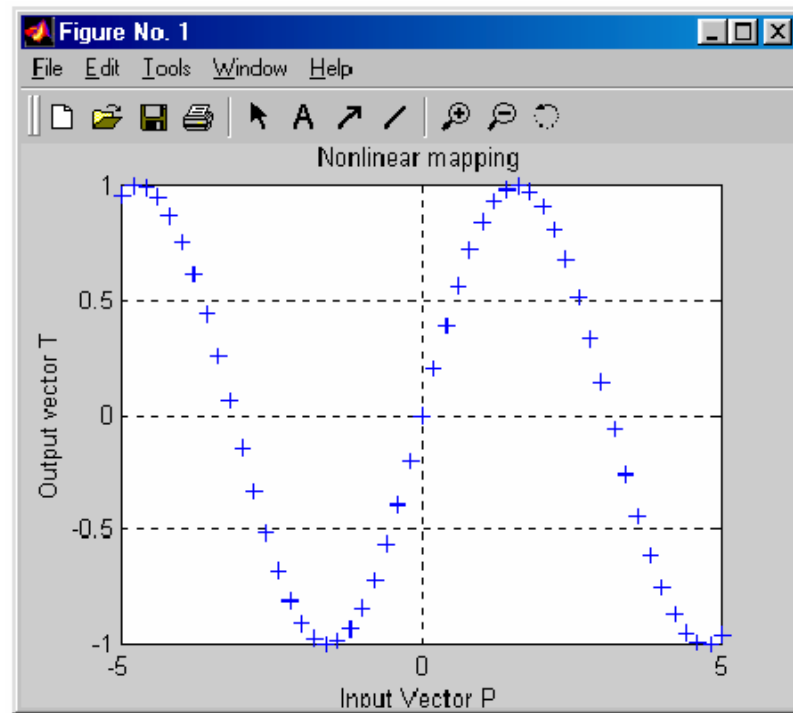 Figure No. 1
File Edit Tools Window Help
A
Nonlinear mapping
1
0.5
0
-0.5
-1
Output vector T
-5 0 5
Input Vector P